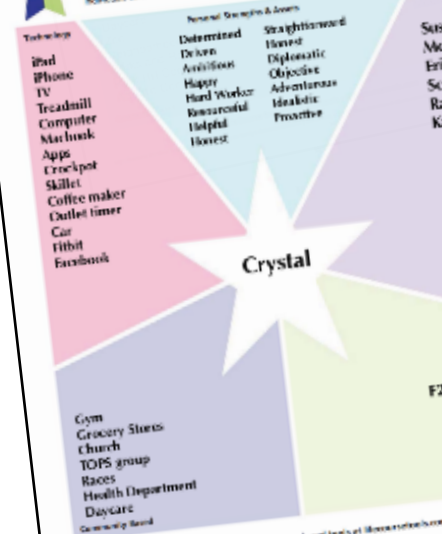 Technology
iPad
iPhone
TV
Treadmill
Computer
Macbook
Apps
Crockpot
Skillet
Coffee maker
Outlet timer
Car
Fitbit
Facebook
Personal Strengths & Assets
Determined
Driven
Ambitious
Happy
Hard Worker
Resourceful
Helpful
Honest
Straightforward
Honest
Diplomatic
Objective
Adventurous
Idealistic
Proactive
Crystal
Gym
Grocery Stores
Church
TOPS group
Races
Health Department
Daycare
Community Based